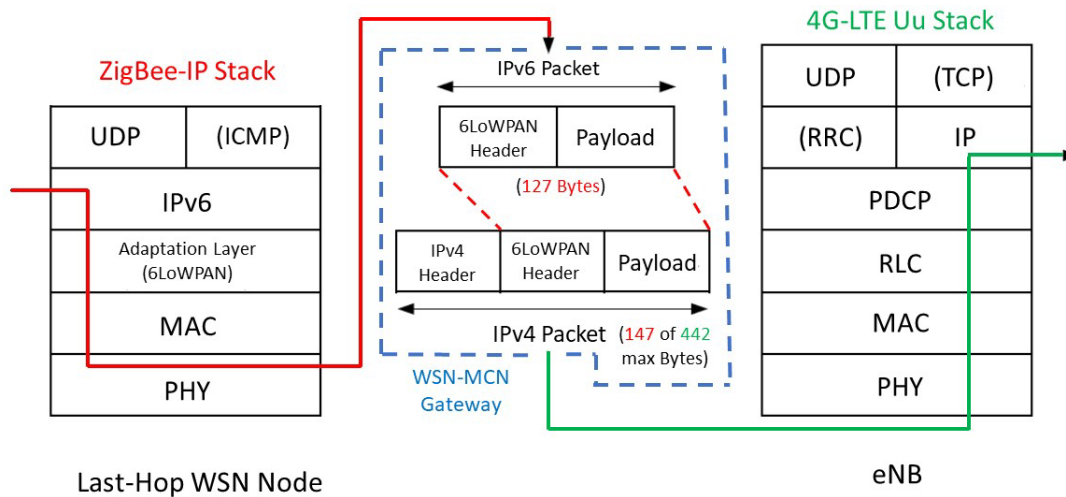 ZigBee-IP Stack
UDP
(ICMP)
IPv6
Adaptation Layer
(6LoWPAN)
MAC
PHY
Last-Hop WSN Node
IPv6 Packet
6LoWPAN
Header
Payload
(127 Bytes)
IPv4
Header
6LoWPAN
Header
Payload
IPv4 Packet
(147 of 442
max Bytes)
WSN-MCN
Gateway
4G-LTE Uu Stack
UDP
(TCP)
(RRC)
IP
PDCP
RLC
MAC
PHY
eNB